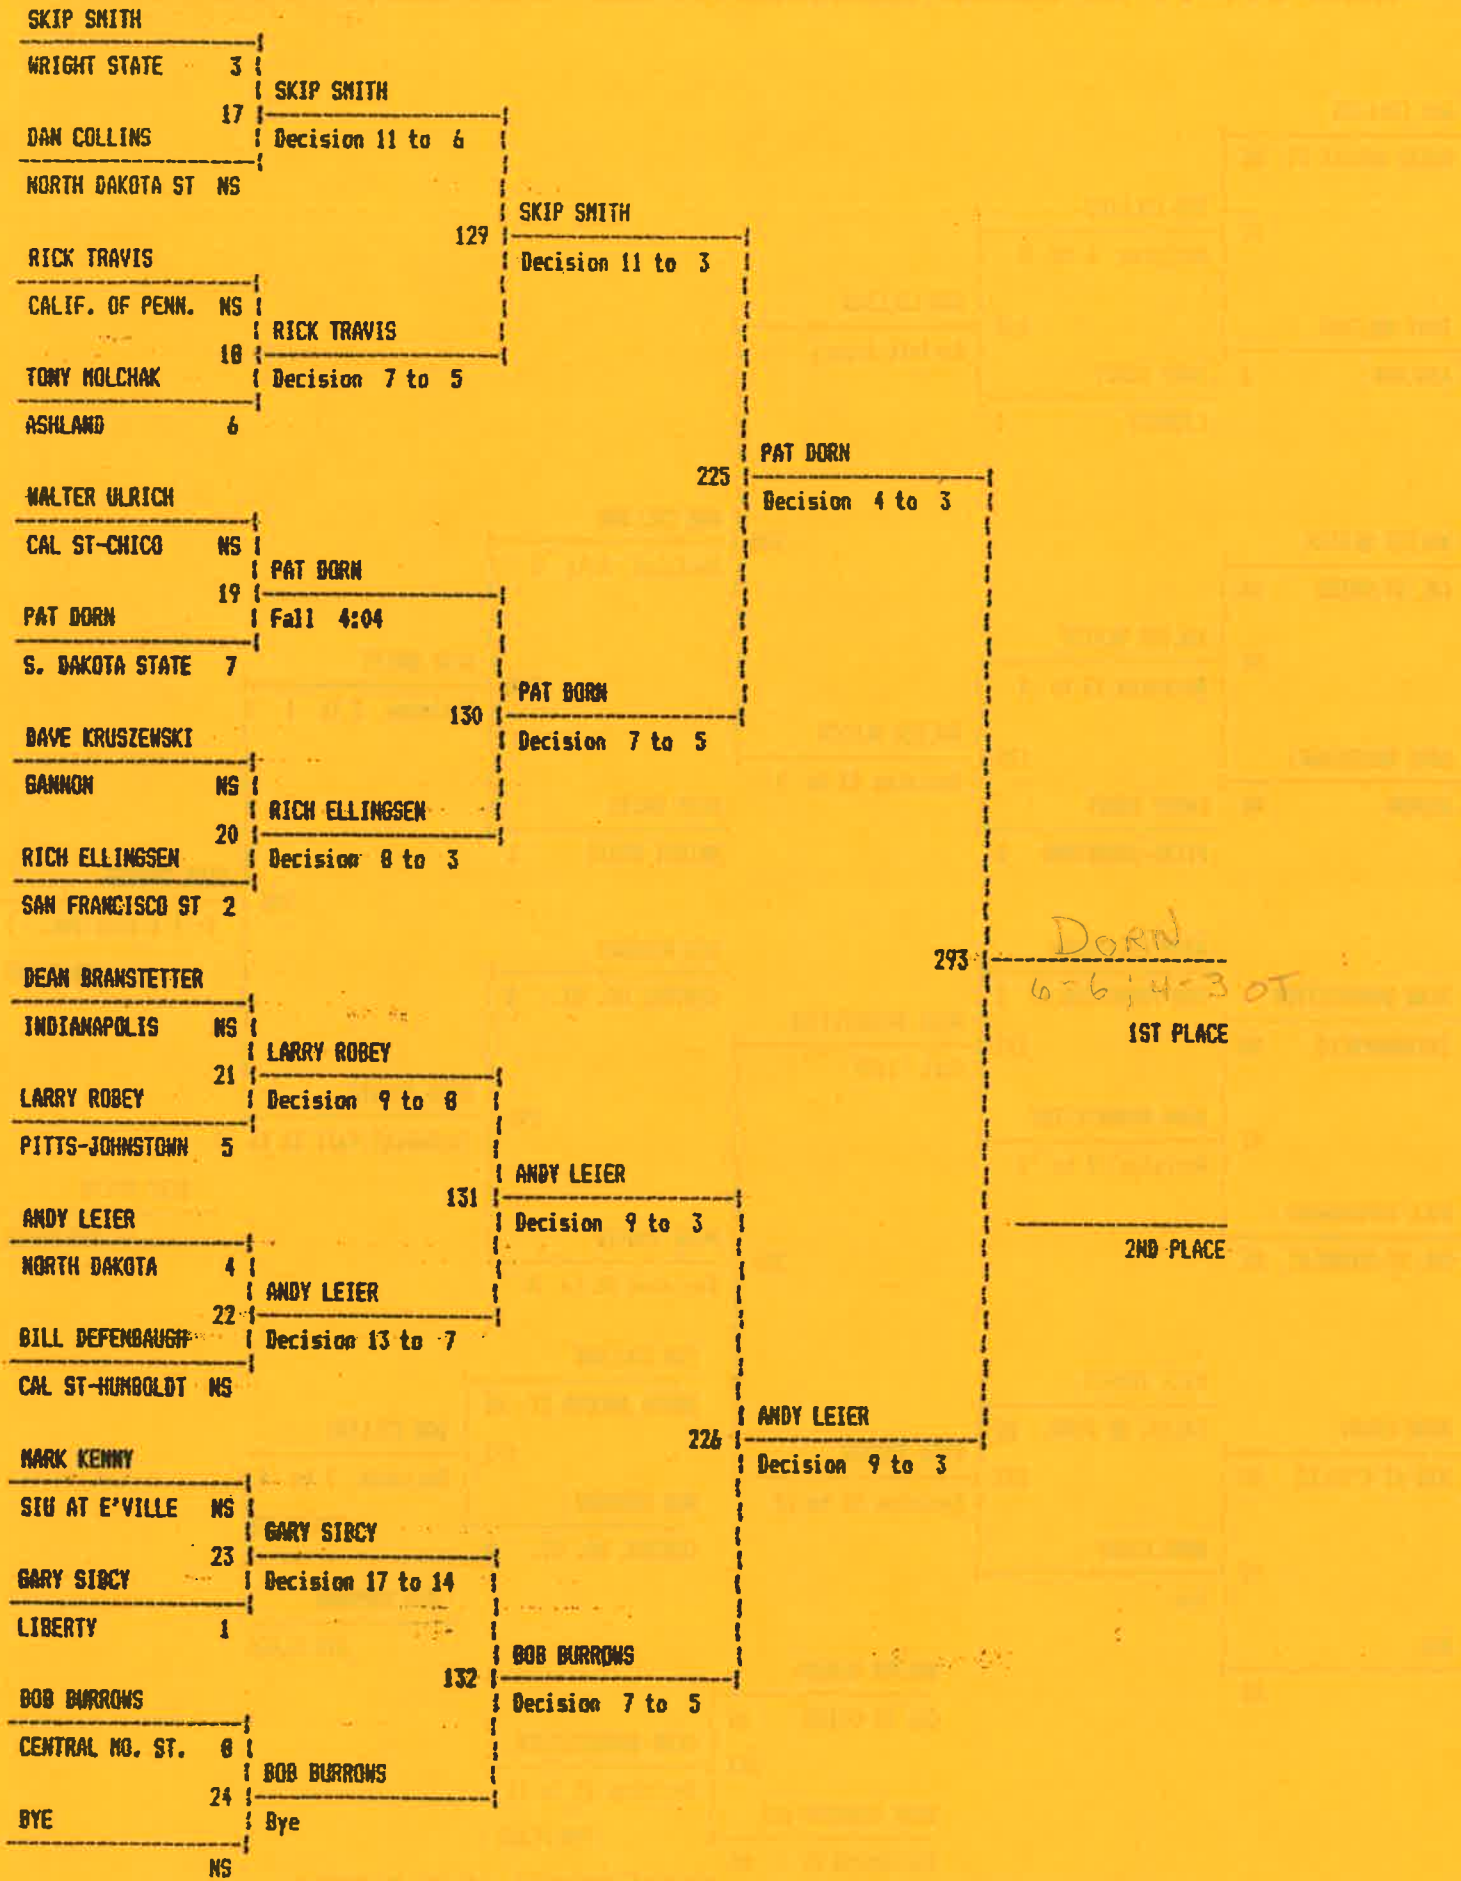 SKIP SMITH
WRIGHT STATE 3
17
DAN COLLINS
NORTH DAKOTA ST NS
SKIP SMITH
Decision 11 to 6
RICK TRAVIS
CALIF. OF PENN. NS
18
TONY MOLCHAK
ASHLAND 6
RICK TRAVIS
Decision 7 to 5
129
SKIP SMITH
Decision 11 to 3
WALTER ULRICH
CAL ST-CHICO NS
19
PAT DORN
S. DAKOTA STATE 7
PAT DORN
Fall 4:04
DAVE KRUSZEWSKI
GANNON NS
20
RICH ELLINGSEN
SAN FRANCISCO ST 2
RICH ELLINGSEN
Decision 8 to 3
130
PAT DORN
Decision 7 to 5
225
PAT DORN
Decision 4 to 3
DEAN BRANSTETTER
INDIANAPOLIS NS
21
LARRY ROBEY
PITTS-JOHNSTOWN 5
LARRY ROBEY
Decision 9 to 8
ANDY LEIER
NORTH DAKOTA 4
22
BILL DEFENBAUGH
CAL ST-HUMBOLDT NS
ANDY LEIER
Decision 13 to 7
131
ANDY LEIER
Decision 9 to 3
MARK KENNY
SIU AT E'VILLE NS
23
GARY SIBCY
LIBERTY 1
GARY SIBCY
Decision 17 to 14
BOB BURROWS
CENTRAL MO. ST. 8
24
BYE
NS
BOB BURROWS
Bye
132
BOB BURROWS
Decision 7 to 5
226
ANDY LEIER
Decision 9 to 3
293
DORN
6-6; 4-3 OT
1ST PLACE
2ND PLACE